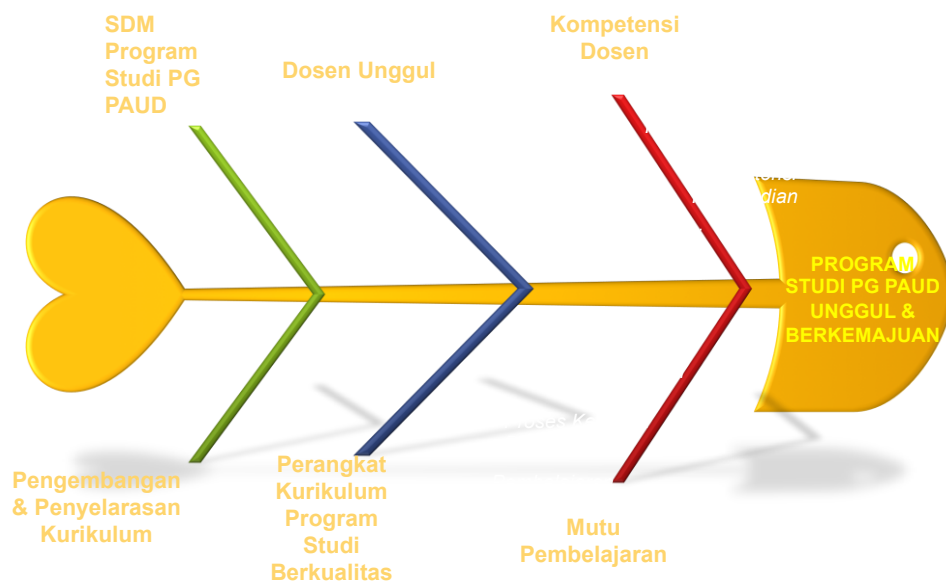 SDM
Program
Studi PG
PAUD
Dosen Unggul
Kompetensi
Dosen
PROGRAM
STUDI PG PAUD
UNGGUL &
BERKEMAJUAN
Pengembangan
& Penyelarasan
Kurikulum
Perangkat
Kurikulum
Program
Studi
Berkualitas
Mutu
Pembelajaran